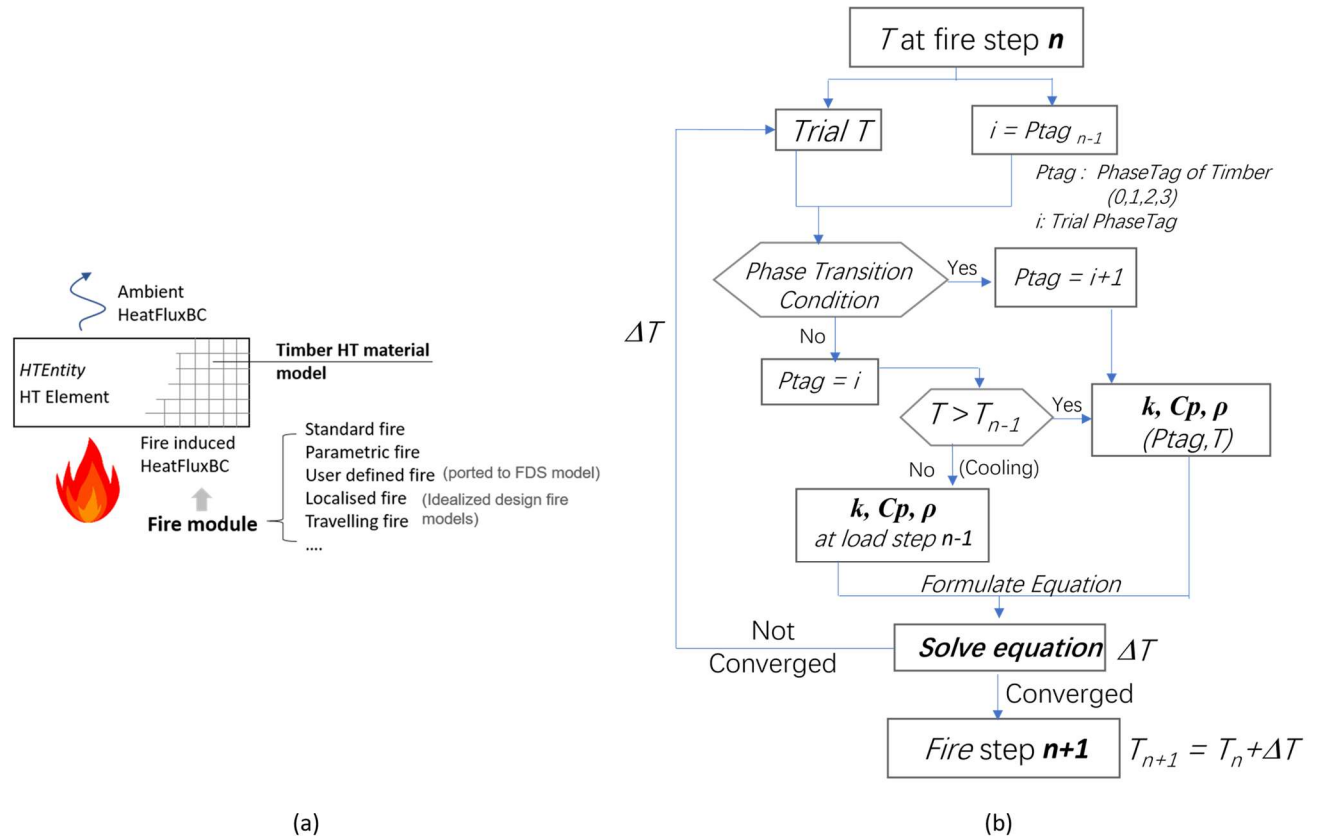 Ambient
HeatFluxBC
HTEntity
HT Element
Timber HT material
model
Fire induced
HeatFluxBC
Fire module
Standard fire
Parametric fire
User defined fire (ported to FDS model)
Localised fire (Idealized design fire
Travelling fire models)
....
(a)
T at fire step n
Trial T
i = Ptag n-1
Ptag : PhaseTag of Timber
(0,1,2,3)
i: Trial PhaseTag
Phase Transition
Condition
Yes
Ptag = i+1
ΔT
No
Ptag = i
T > Tn-1
Yes
k, Cp, ρ
(Ptag,T)
No (Cooling)
k, Cp, ρ
at load step n-1
Formulate Equation
Not
Converged
Solve equation ΔT
Converged
Fire step n+1 Tn+1 = Tn+ΔT
(b)